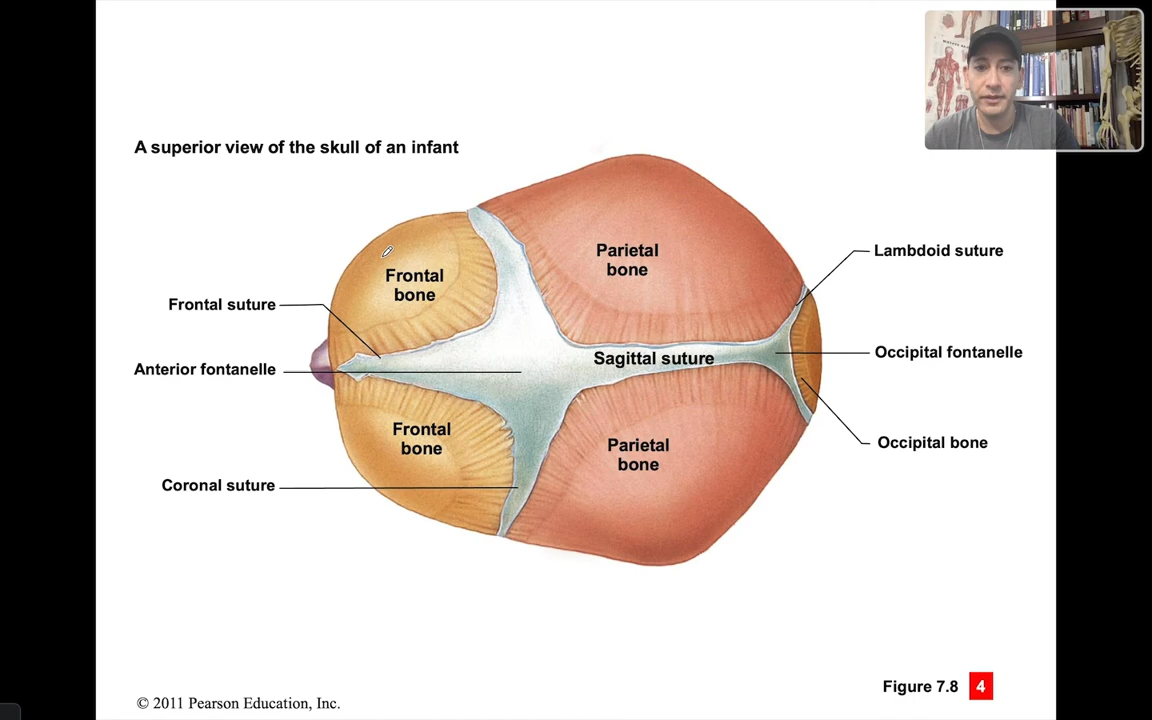 A superior view of the skull of an infant
Parietal
bone
Lambdoid suture
Frontal
bone
Frontal suture
Sagittal suture
Occipital fontanelle
Anterior fontanelle
Frontal
bone
Parietal
bone
Occipital bone
Coronal suture
Figure 7.8 4
© 2011 Pearson Education, Inc.